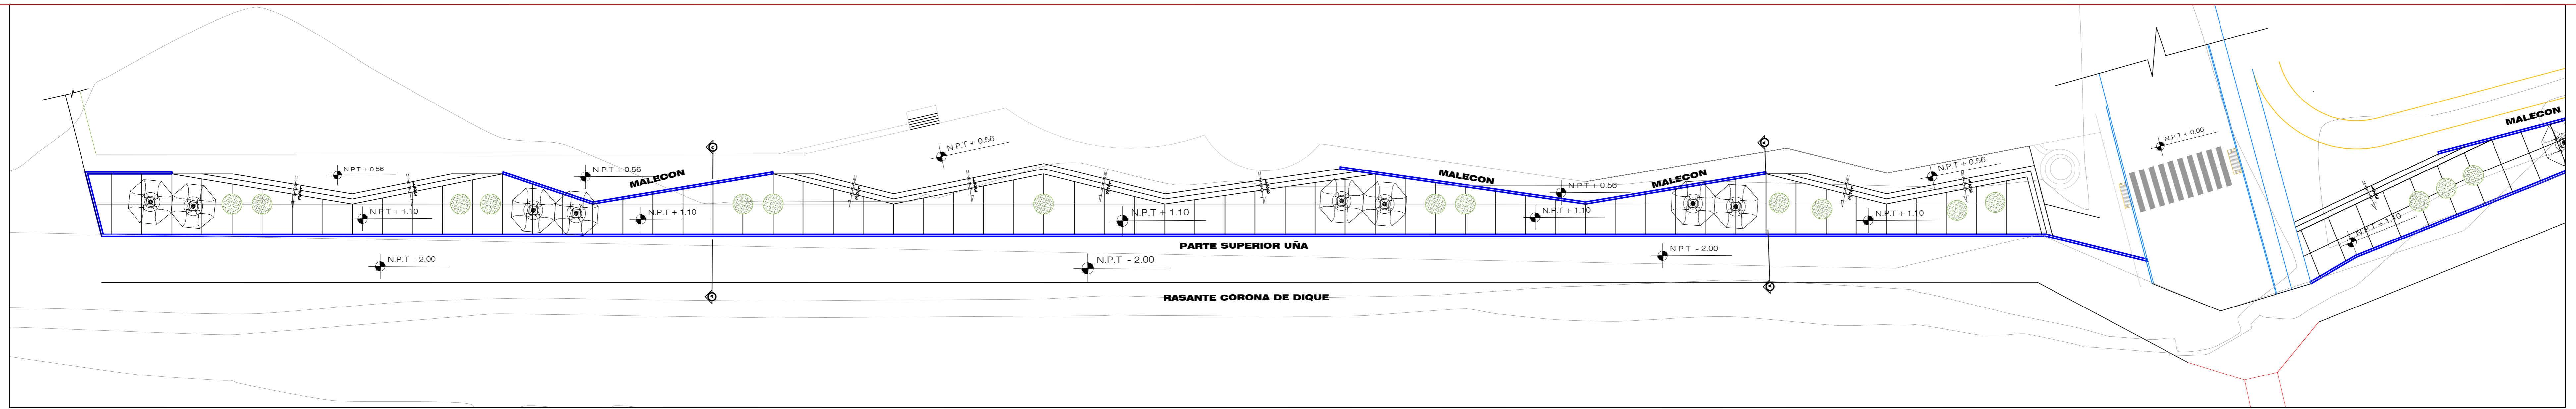 N.P.T + 0.56
N.P.T + 1.10
N.P.T - 2.00
N.P.T + 0.56
MALECON
N.P.T + 1.10
N.P.T + 0.56
N.P.T + 1.10
PARTE SUPERIOR UÑA
N.P.T - 2.00
RASANTE CORONA DE DIQUE
MALECON
N.P.T + 0.56
N.P.T + 1.10
MALECON
N.P.T - 2.00
N.P.T + 0.56
N.P.T + 1.10
N.P.T + 0.00
MALECON
N.P.T + 1.10